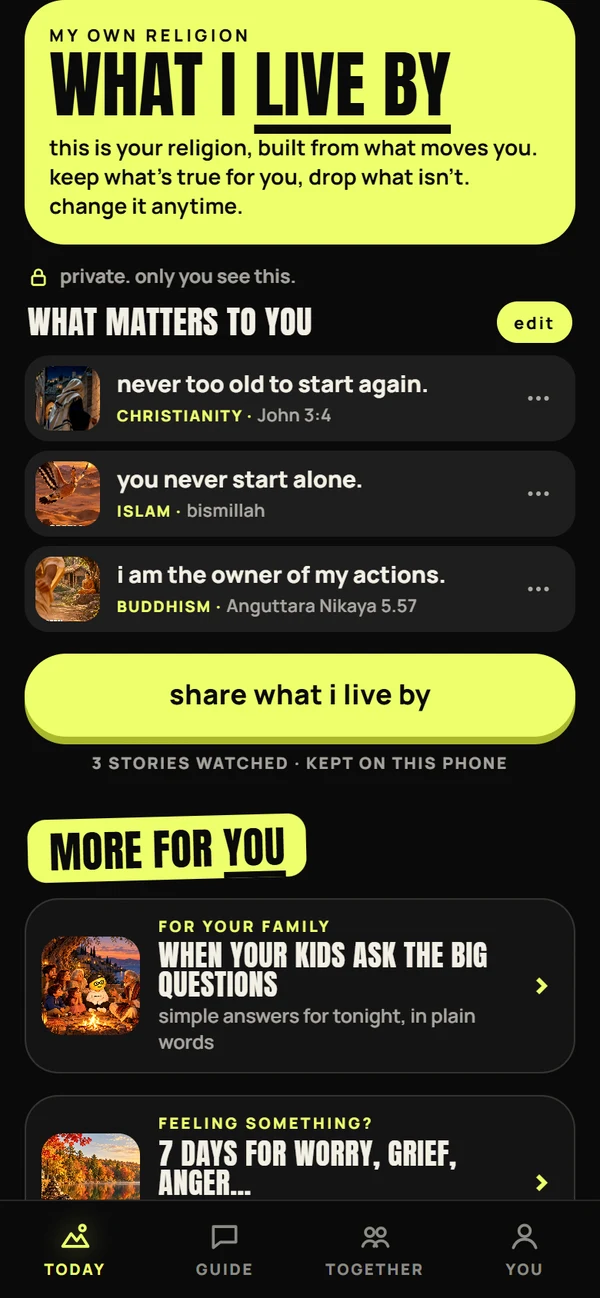 MY OWN RELIGION
WHAT I LIVE BY
this is your religion, built from what moves you.
keep what's true for you, drop what isn't.
change it anytime.
private. only you see this.
WHAT MATTERS TO YOU
edit
never too old to start again.
CHRISTIANITY · John 3:4
you never start alone.
ISLAM · bismillah
i am the owner of my actions.
BUDDHISM · Anguttara Nikaya 5.57
share what i live by
3 STORIES WATCHED · KEPT ON THIS PHONE
MORE FOR YOU
FOR YOUR FAMILY
WHEN YOUR KIDS ASK THE BIG
QUESTIONS
simple answers for tonight, in plain
words
FEELING SOMETHING?
7 DAYS FOR WORRY, GRIEF,
ANGER...
TODAY
GUIDE
TOGETHER
YOU